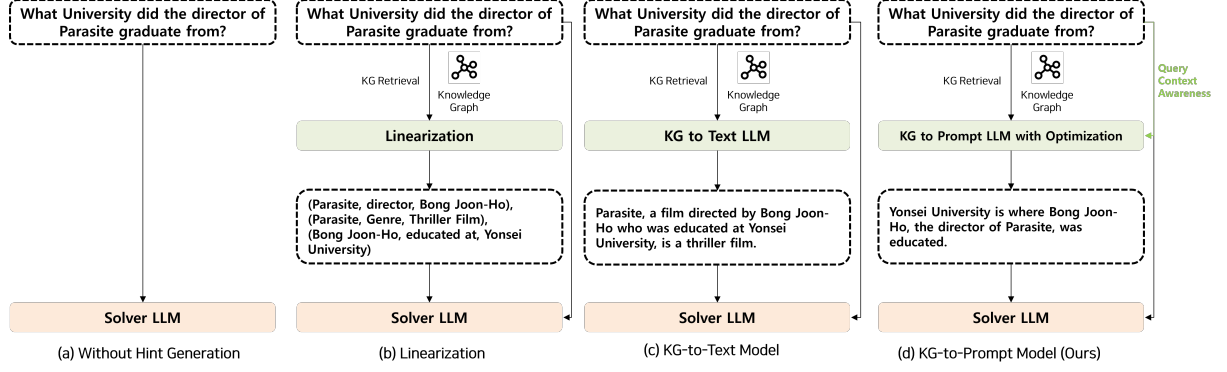 What University did the director of
Parasite graduate from?
Solver LLM
(a) Without Hint Generation
What University did the director of
Parasite graduate from?
KG Retrieval
Knowledge
Graph
Linearization
(Parasite, director, Bong Joon-Ho),
(Parasite, Genre, Thriller Film),
(Bong Joon-Ho, educated at, Yonsei
University)
Solver LLM
(b) Linearization
What University did the director of
Parasite graduate from?
KG Retrieval
Knowledge
Graph
KG to Text LLM
Parasite, a film directed by Bong Joon-
Ho who was educated at Yonsei
University, is a thriller film.
Solver LLM
(c) KG-to-Text Model
What University did the director of
Parasite graduate from?
KG Retrieval
Knowledge
Graph
Query
Context
Awareness
KG to Prompt LLM with Optimization
Yonsei University is where Bong Joon-
Ho, the director of Parasite, was
educated.
Solver LLM
(d) KG-to-Prompt Model (Ours)